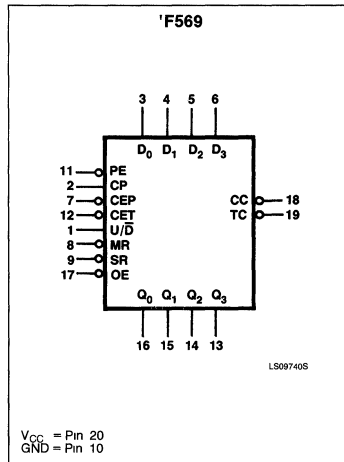 'F569
3 4 5 6
D0 D1 D2 D3
11 PE
2 CP
7 CEP
12 CET
1 U/D̅
8 MR
9 SR
17 OE
CC 18
TC 19
Q0 Q1 Q2 Q3
16 15 14 13
LS09740S
VCC = Pin 20
GND = Pin 10